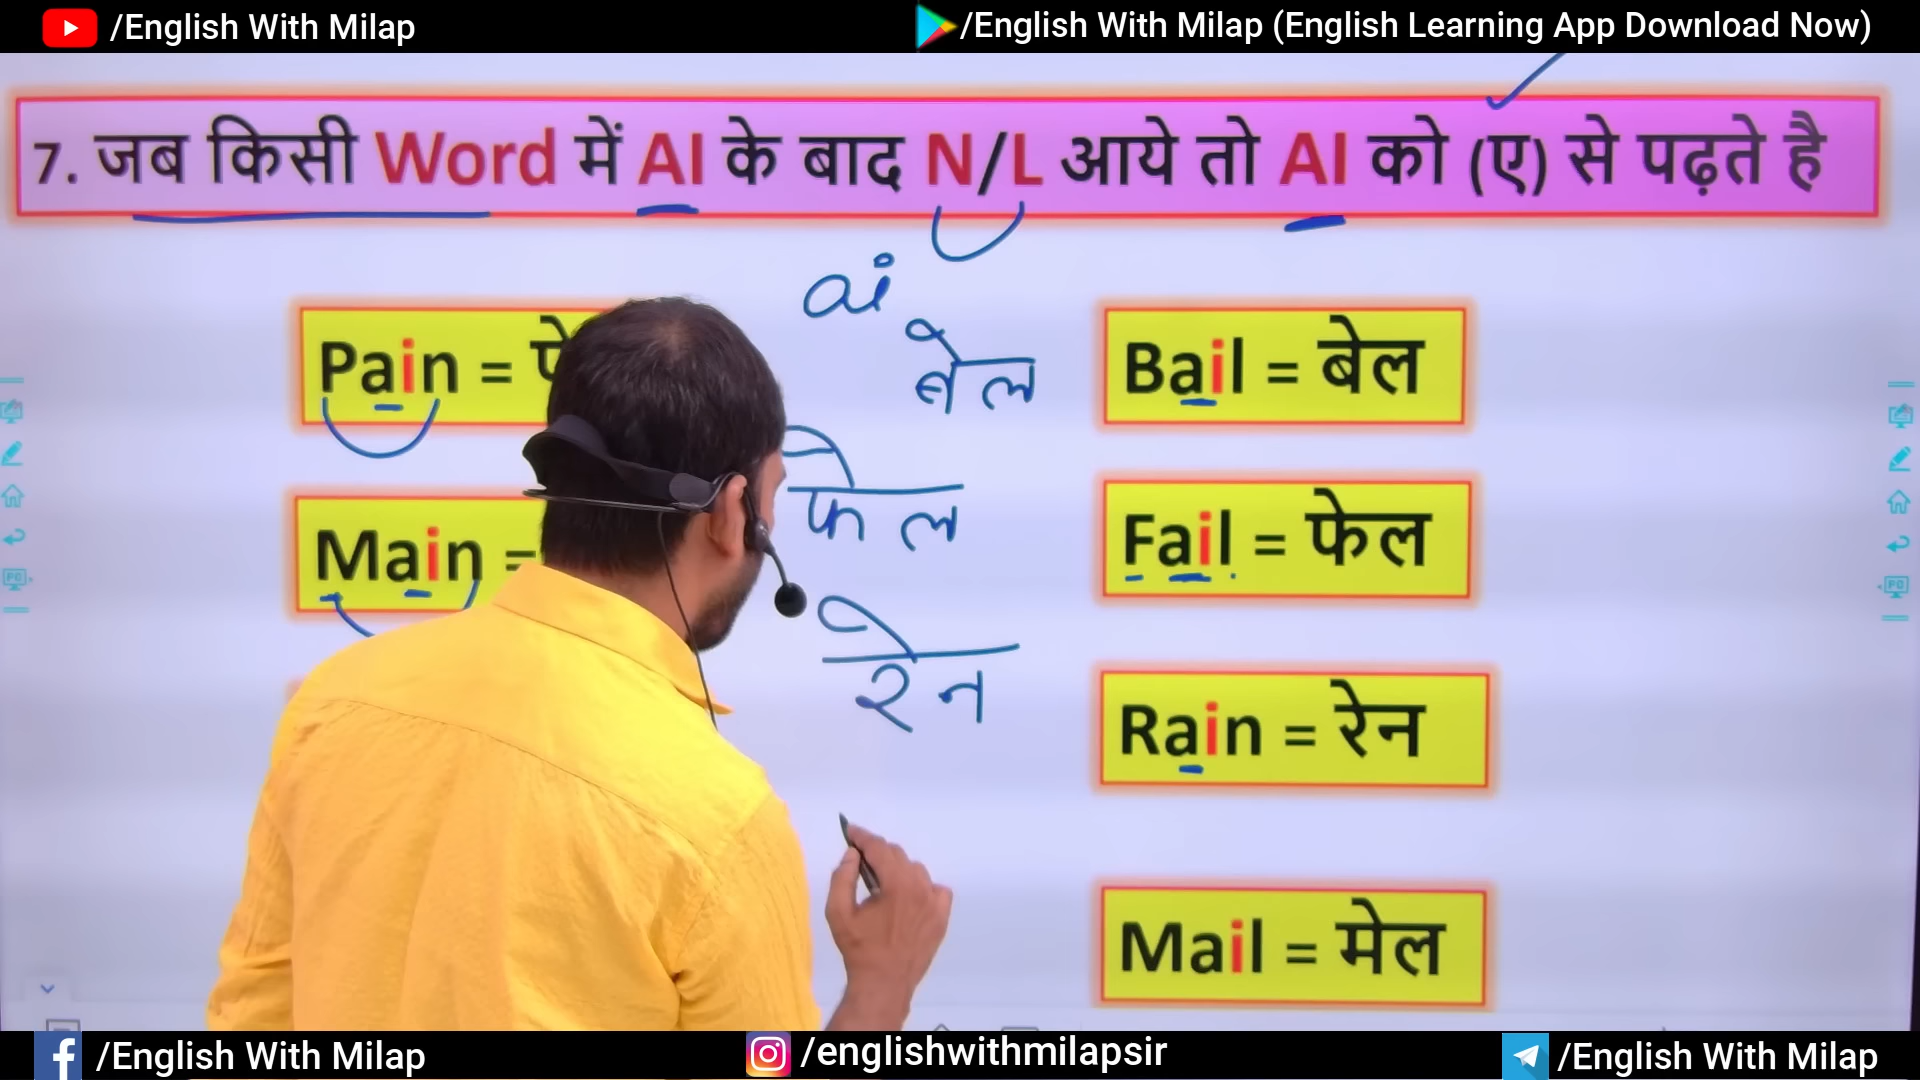 /English With Milap
/English With Milap (English Learning App Download Now)
7. जब किसी Word में AI के बाद N/L आये तो AI को (ए) से पढ़ते है
ai
Pain =
बेल
Bail = बेल
Main =
फेल
Fail = फेल
रेन
Rain = रेन
Mail = मेल
/English With Milap
/englishwithmilapsir
/English With Milap